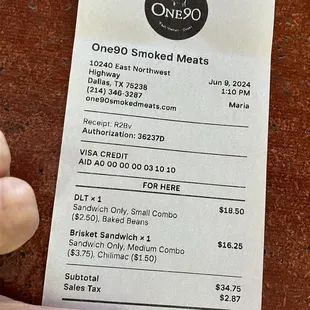 ONE90
One90 Smoked Meats
10240 East Northwest
Highway
Dallas, TX 75238
(214) 346-3287
one90smokedmeats.com
Jun 9, 2024
1:10 PM
Maria
Receipt: R2Bv
Authorization: 36237D
VISA CREDIT
AID A0 00 00 00 03 10 10
FOR HERE
DLT × 1 $18.50
Sandwich Only, Small Combo
($2.50), Baked Beans
Brisket Sandwich × 1 $16.25
Sandwich Only, Medium Combo
($3.75), Chilimac ($1.50)
Subtotal $34.75
Sales Tax $2.87